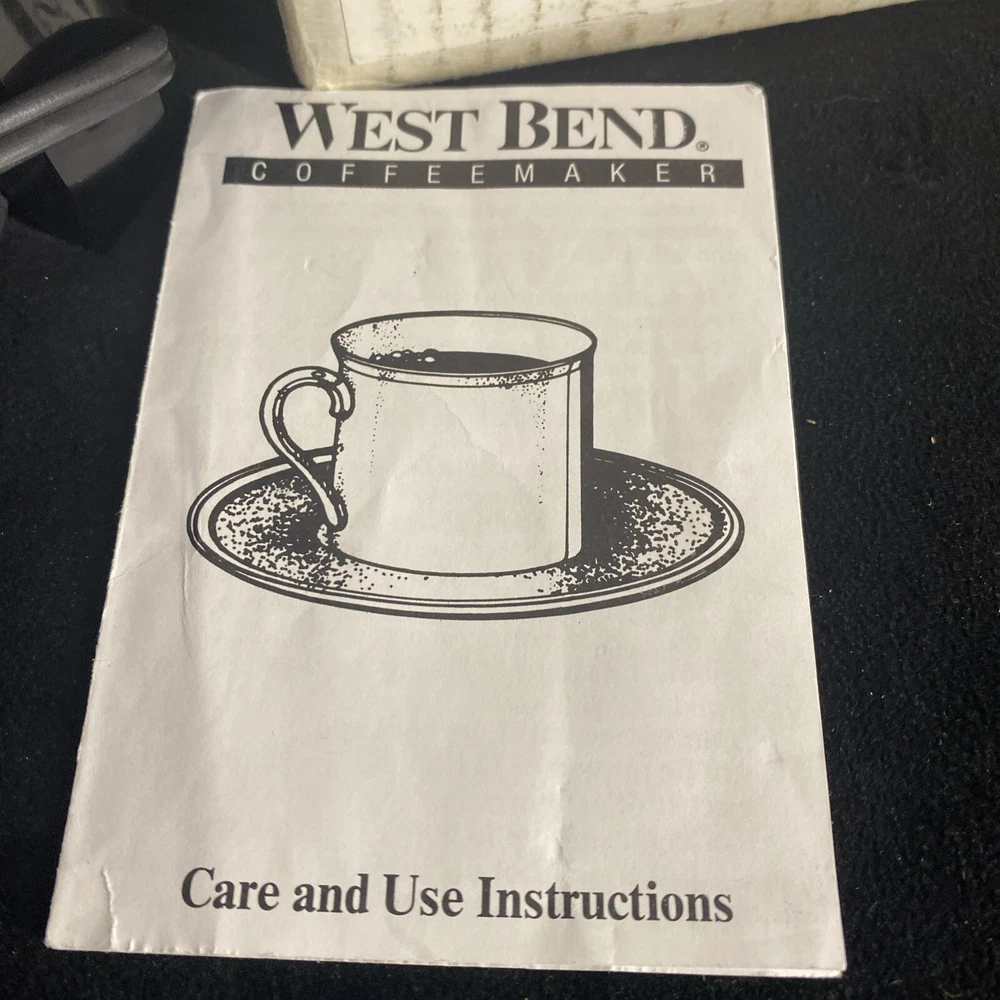 WEST BEND®
COFFEEMAKER
Care and Use Instructions